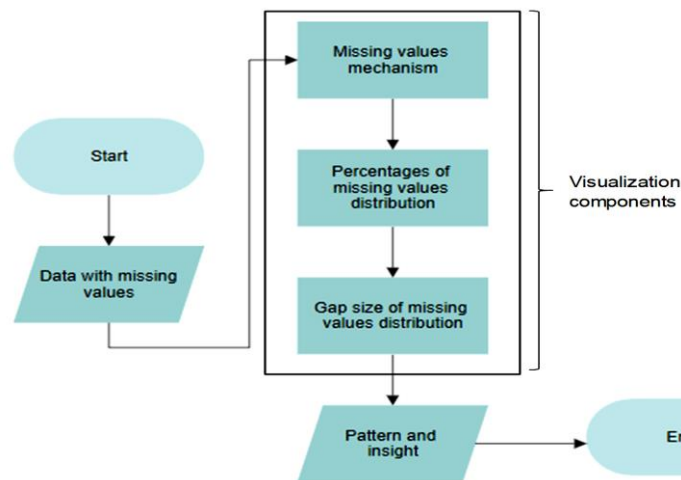 Missing values
mechanism
Start
Percentages of
missing values
distribution
Visualization
components
Data with missing
values
Gap size of missing
values distribution
Pattern and
insight